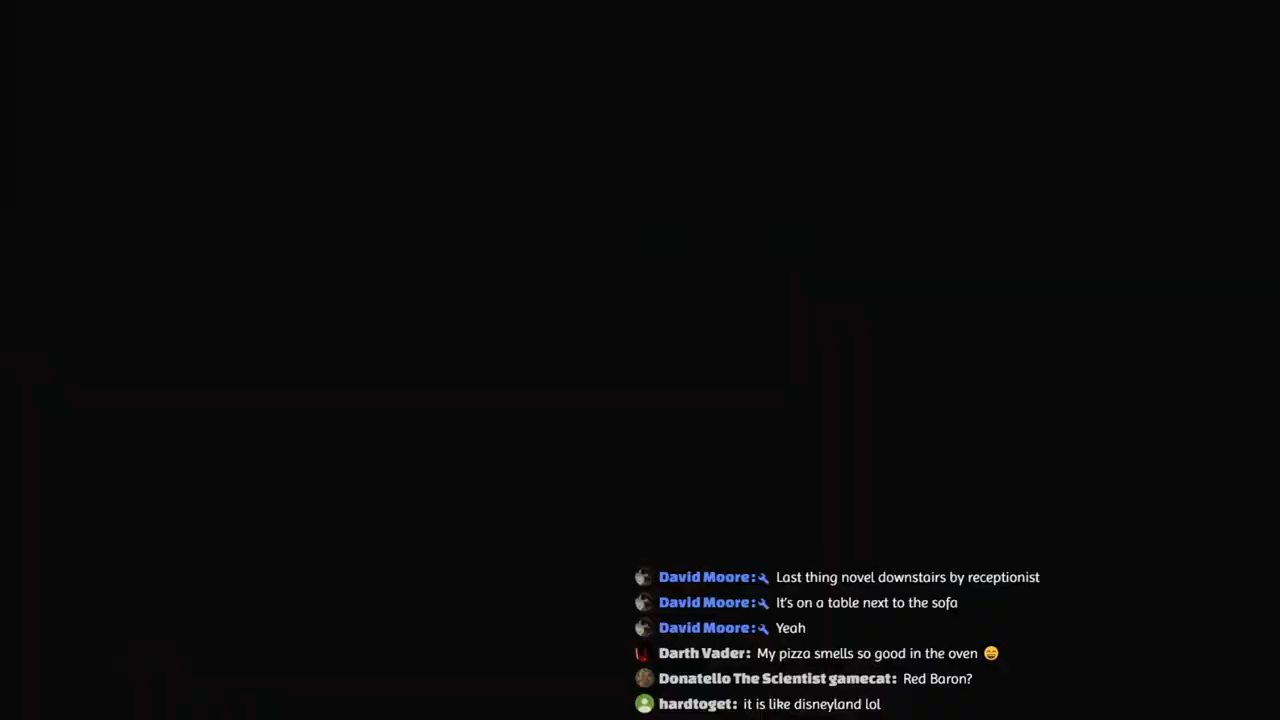 David Moore: Last thing novel downstairs by receptionist
David Moore: It's on a table next to the sofa
David Moore: Yeah
Darth Vader: My pizza smells so good in the oven 😄
Donatello The Scientist gamecat: Red Baron?
hardtoget: it is like disneyland lol